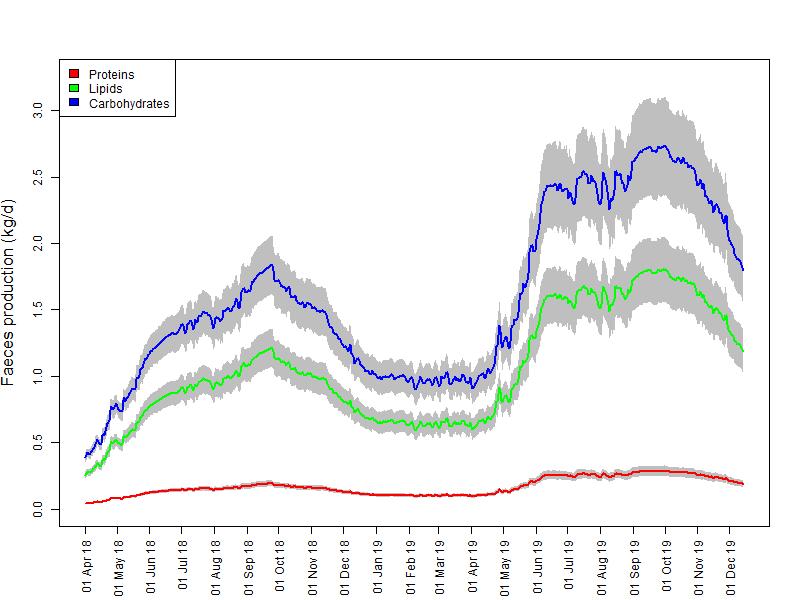 Proteins
Lipids
Carbohydrates
Faeces production (kg/d)
3.0
2.5
2.0
1.5
1.0
0.5
0.0
01 Apr 18
01 May 18
01 Jun 18
01 Jul 18
01 Aug 18
01 Sep 18
01 Oct 18
01 Nov 18
01 Dec 18
01 Jan 19
01 Feb 19
01 Mar 19
01 Apr 19
01 May 19
01 Jun 19
01 Jul 19
01 Aug 19
01 Sep 19
01 Oct 19
01 Nov 19
01 Dec 19